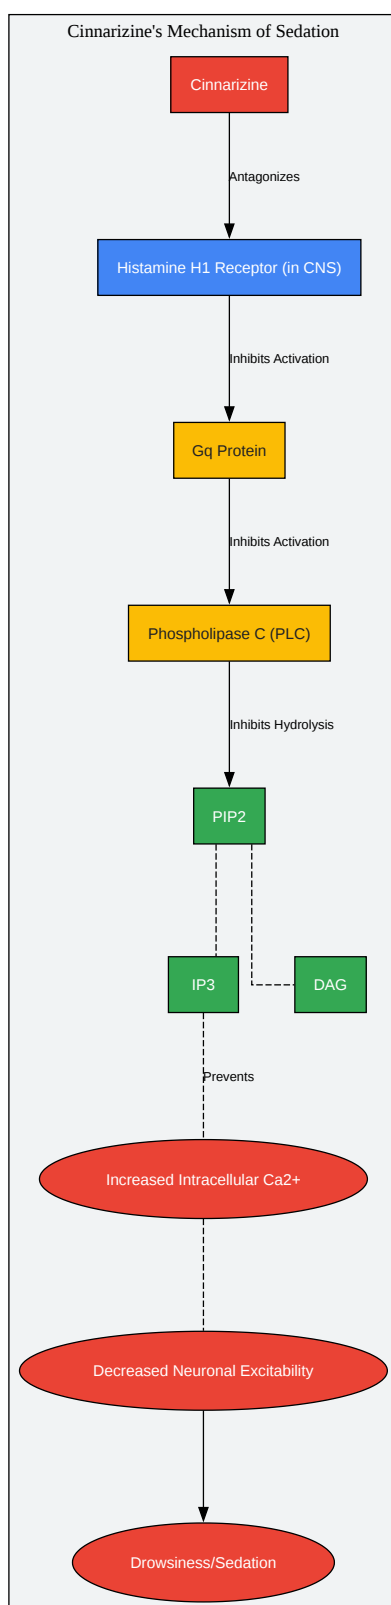 Cinnarizine's Mechanism of Sedation
Cinnarizine
Antagonizes
Histamine H1 Receptor (in CNS)
Inhibits Activation
Gq Protein
Inhibits Activation
Phospholipase C (PLC)
Inhibits Hydrolysis
PIP2
IP3
DAG
Prevents
Increased Intracellular Ca2+
Decreased Neuronal Excitability
Drowsiness/Sedation